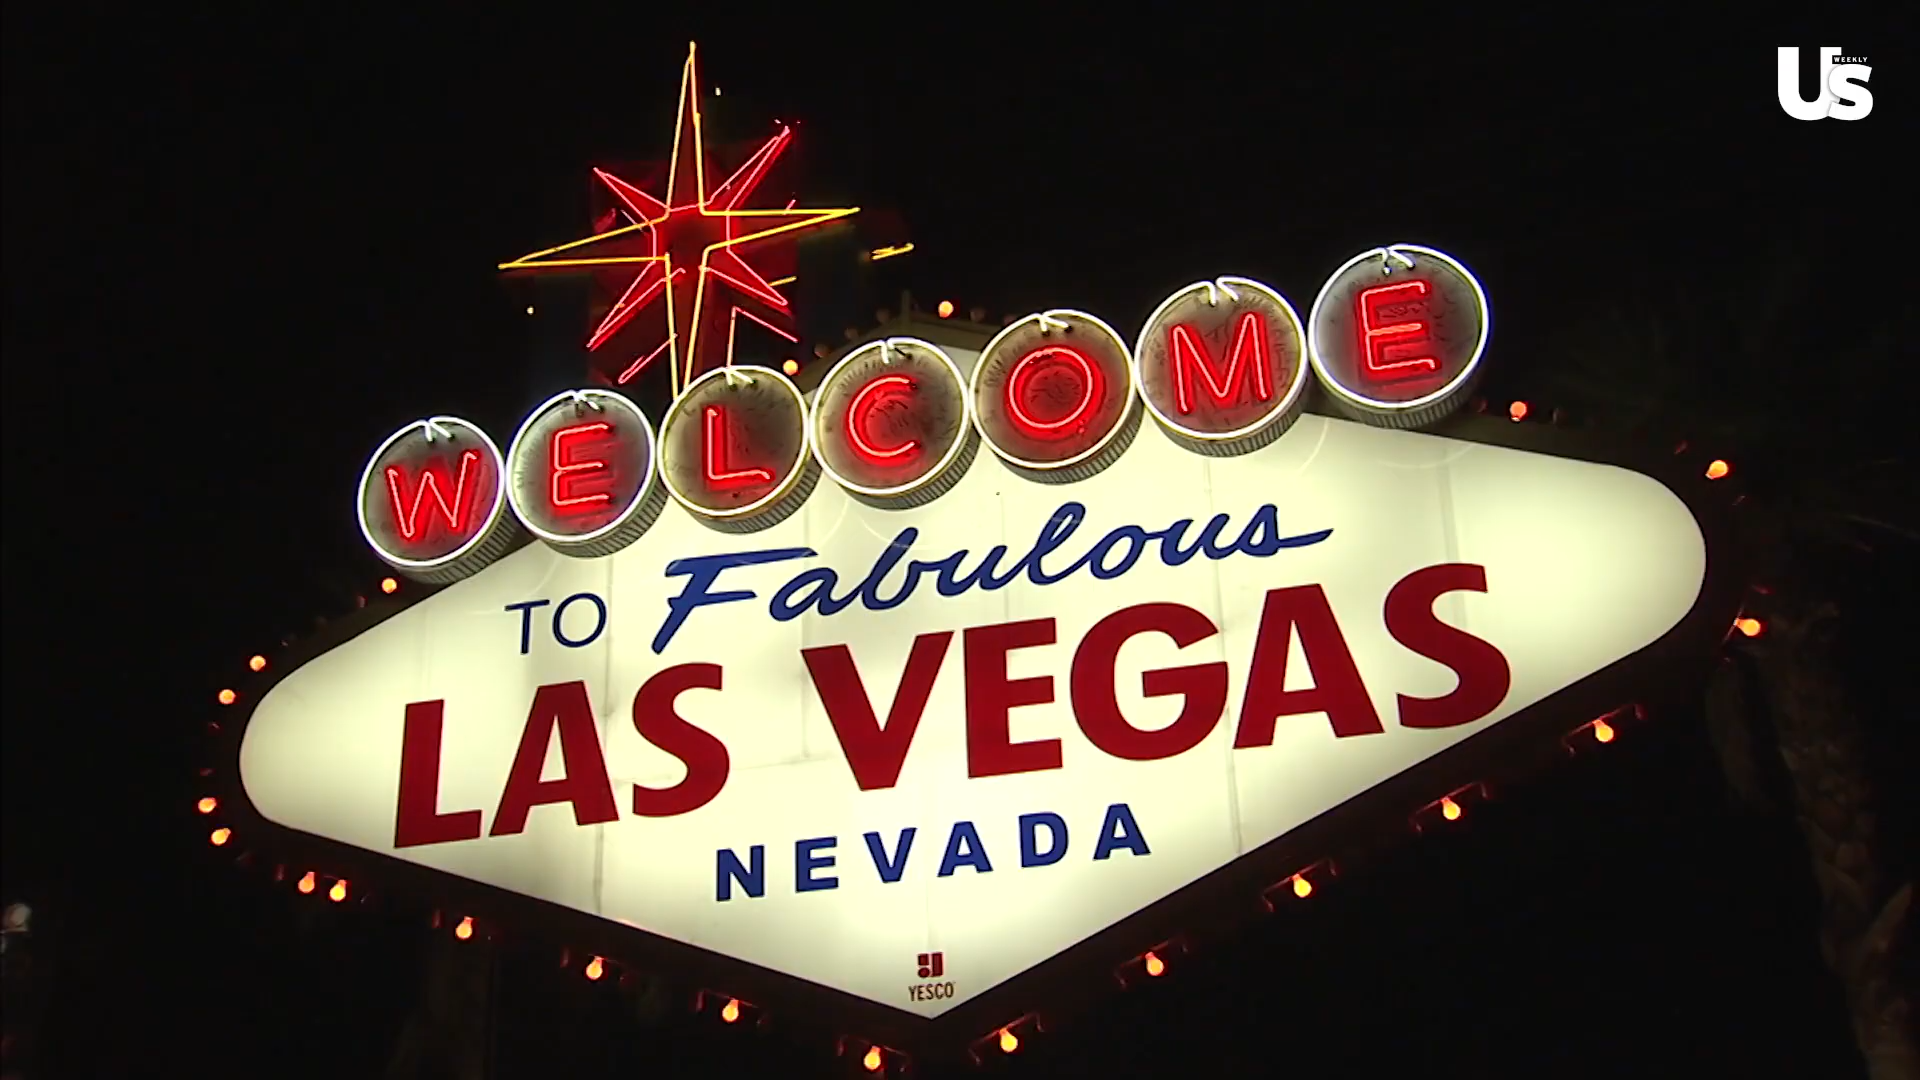 Us
WEEKLY
WELCOME
TO Fabulous
LAS VEGAS
NEVADA
YESCO